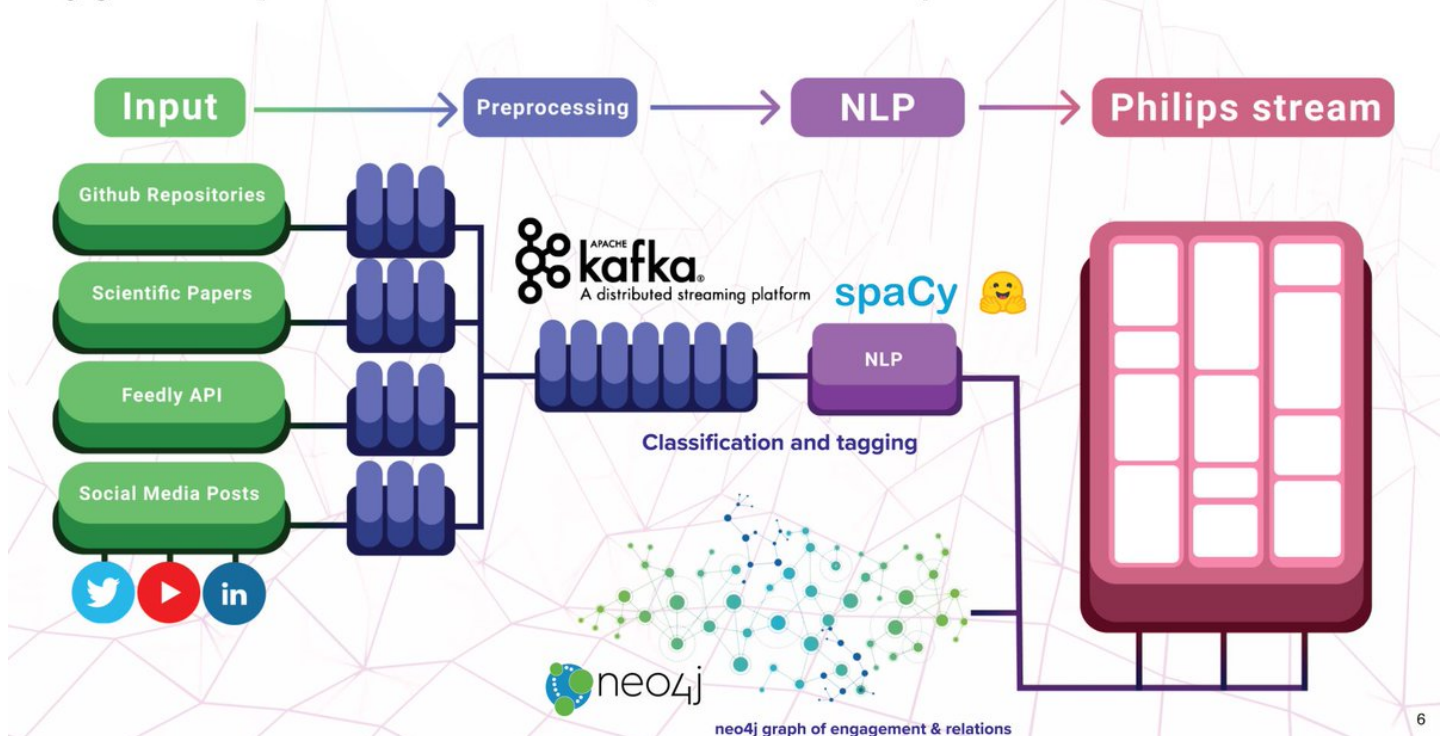 Input
Preprocessing
NLP
Philips stream
Github Repositories
Scientific Papers
Feedly API
Social Media Posts
in
APACHE
kafka®
A distributed streaming platform
spaCy
NLP
Classification and tagging
neo4j
neo4j graph of engagement & relations
6